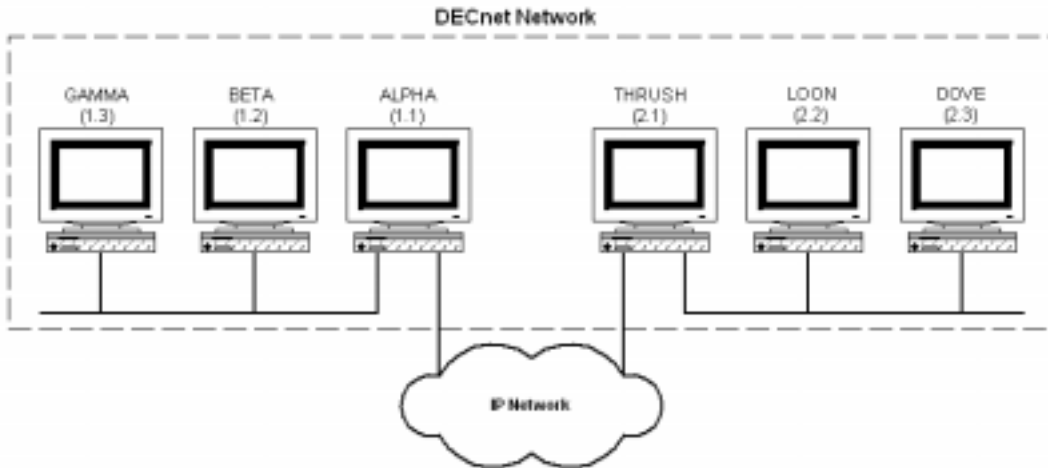 DECnet Network
GAMMA
(1.3)
BETA
(1.2)
ALPHA
(1.1)
THRUSH
(2.1)
LOON
(2.2)
DOVE
(2.3)
IP Network